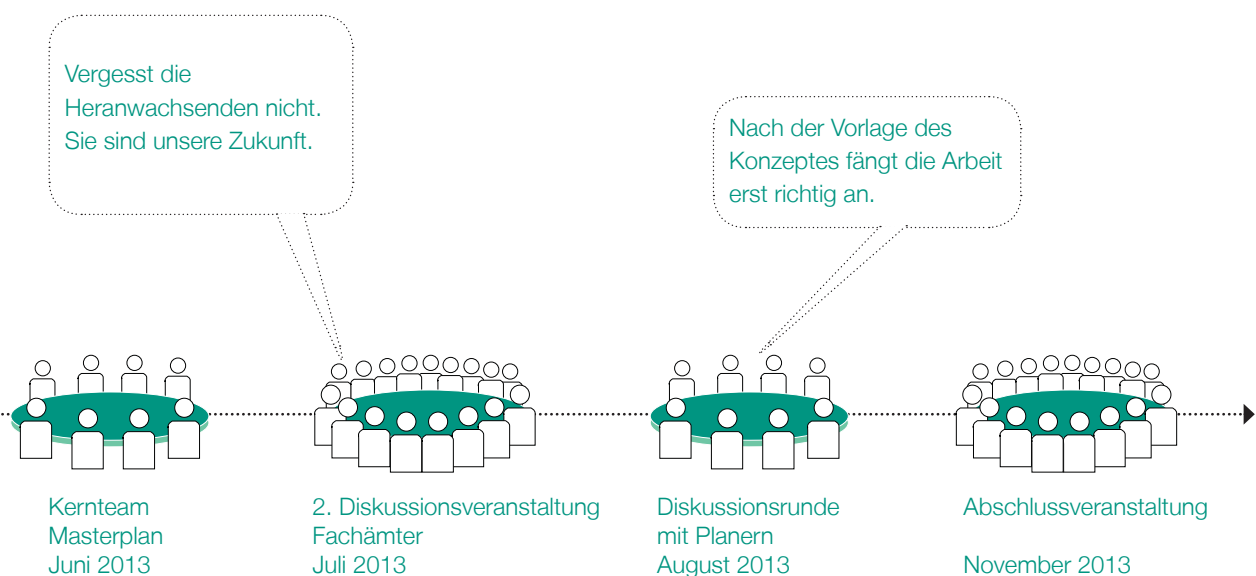 Vergesst die
Heranwachsenden nicht.
Sie sind unsere Zukunft.
Nach der Vorlage des
Konzeptes fängt die Arbeit
erst richtig an.
Kernteam
Masterplan
Juni 2013
2. Diskussionsveranstaltung
Fachämter
Juli 2013
Diskussionsrunde
mit Planern
August 2013
Abschlussveranstaltung
November 2013